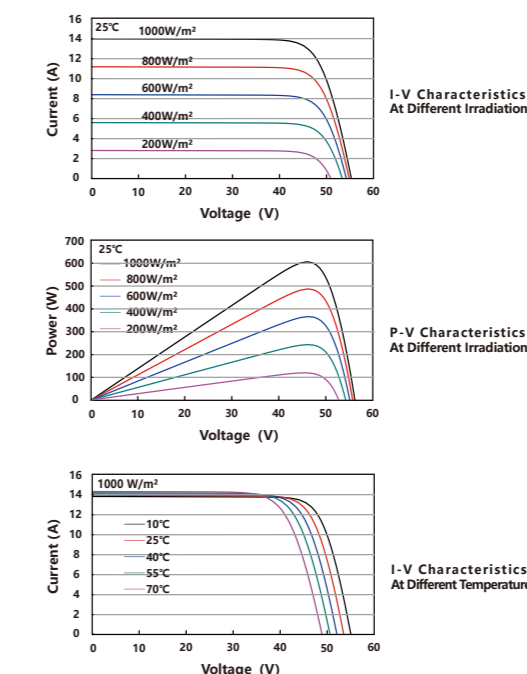 16
14
12
10
8
6
4
2
0
25℃
1000W/m²
800W/m²
600W/m²
400W/m²
200W/m²
Current (A)
0 10 20 30 40 50 60
Voltage (V)
I-V Characteristics
At Different Irradiation
700
600
500
400
300
200
100
0
25℃
1000W/m²
800W/m²
600W/m²
400W/m²
200W/m²
Power (W)
0 10 20 30 40 50 60
Voltage (V)
P-V Characteristics
At Different Irradiation
16
14
12
10
8
6
4
2
0
1000 W/m²
10℃
25℃
40℃
55℃
70℃
Current (A)
0 10 20 30 40 50 60
Voltage (V)
I-V Characteristics
At Different Temperature